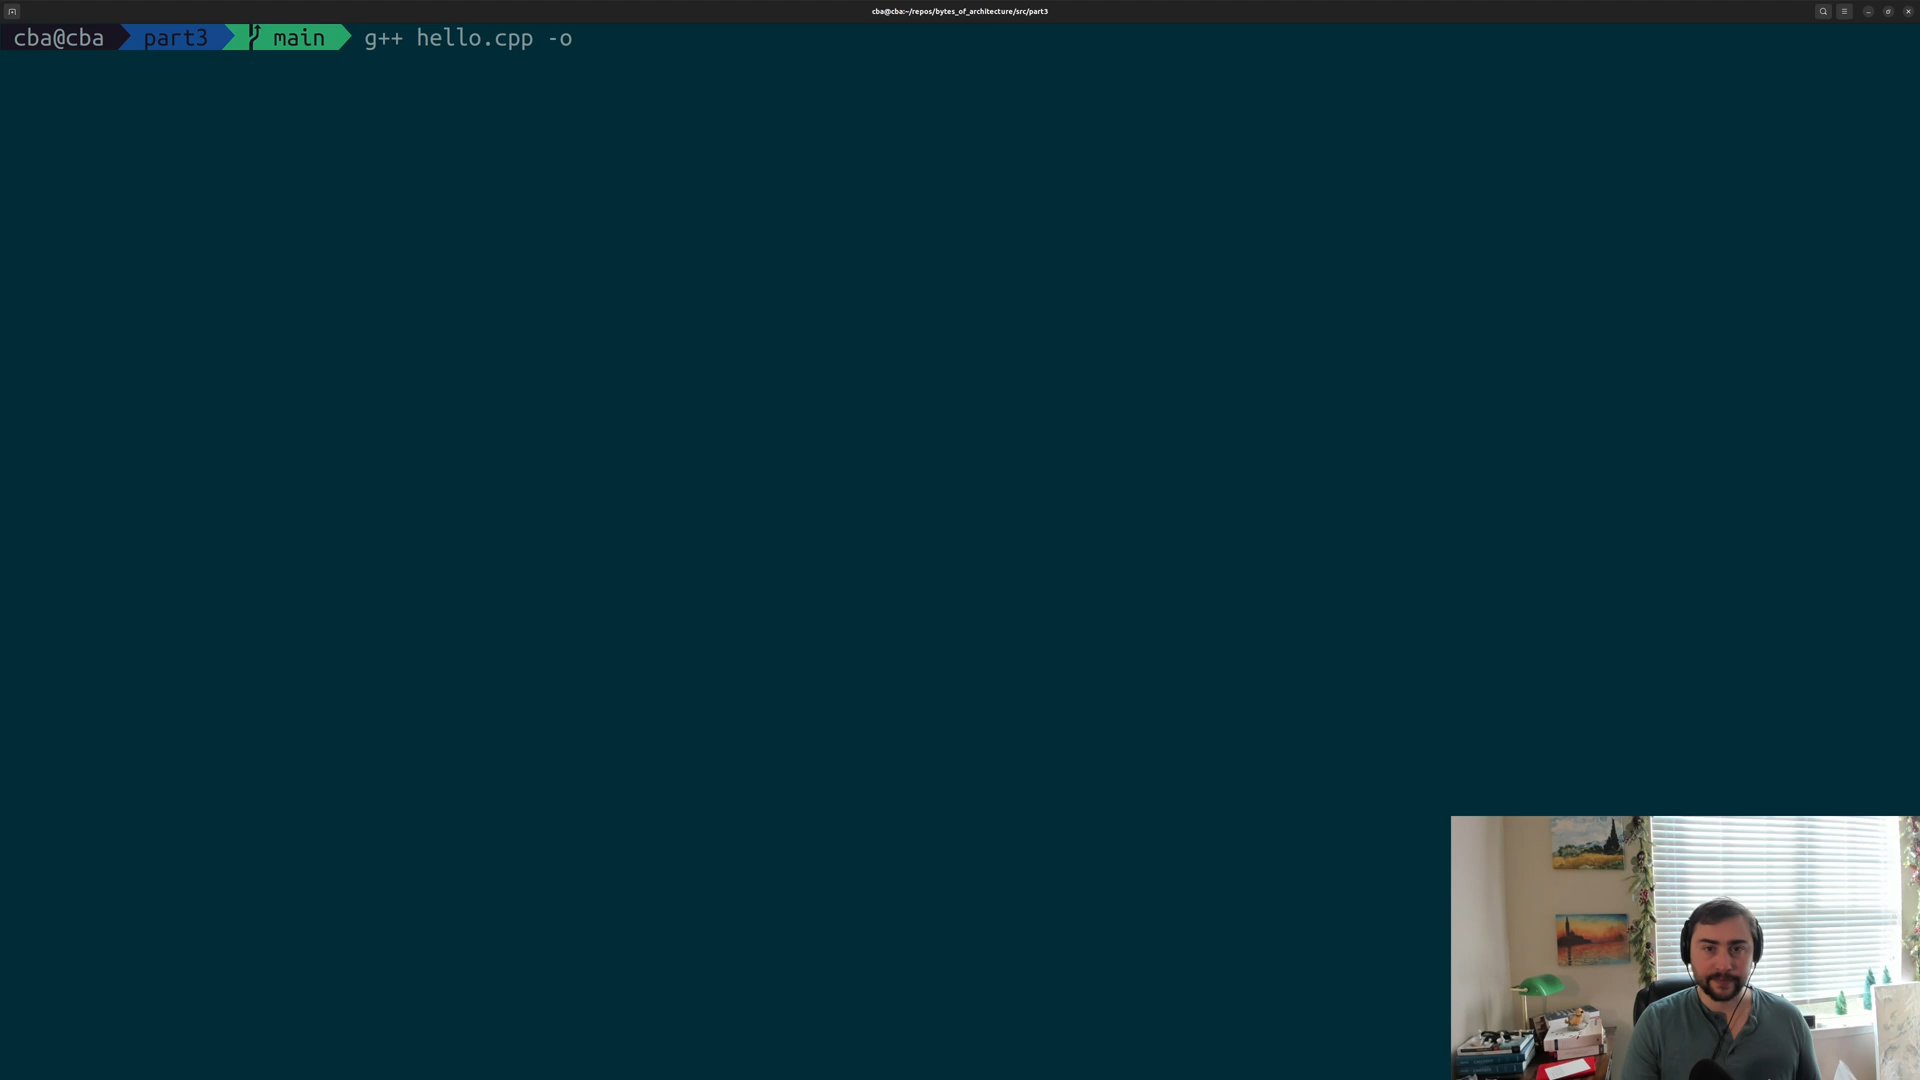 cba@cba:~/repos/bytes_of_architecture/src/part3
cba@cba part3 main g++ hello.cpp -o